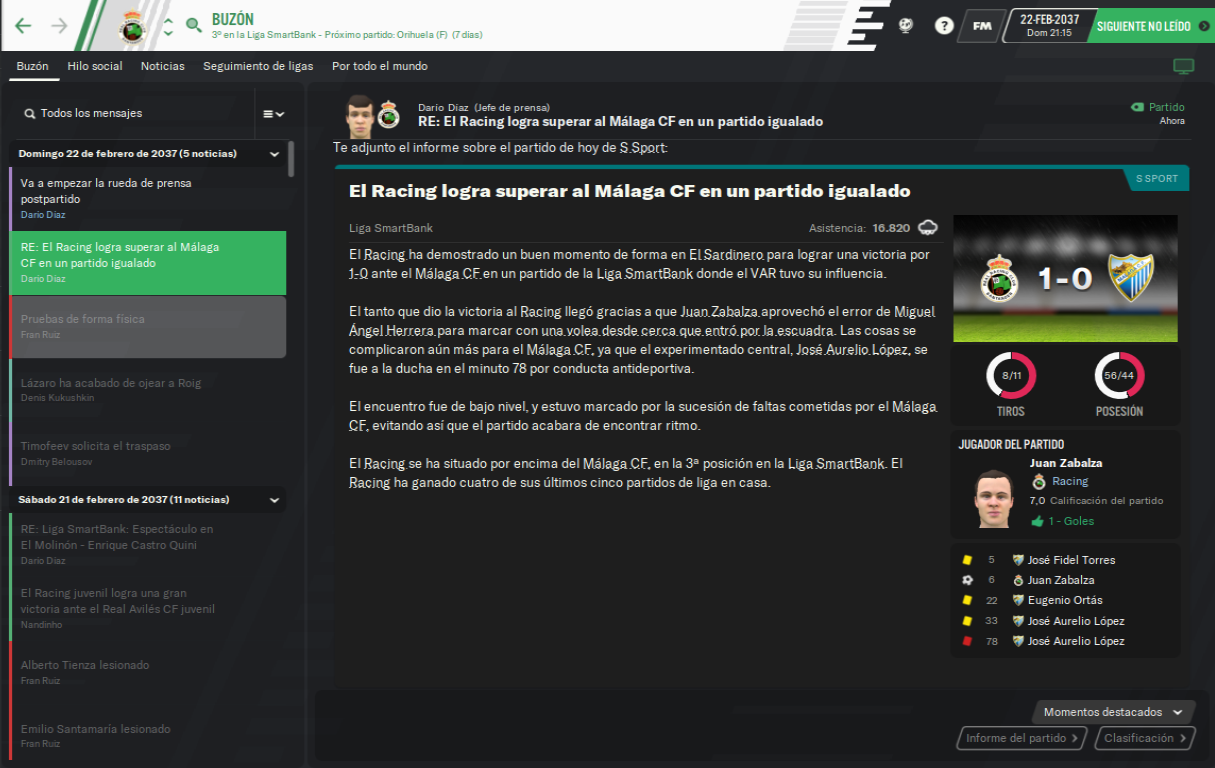 BUZÓN
3º en la Liga SmartBank - Próximo partido: Orihuela (F) (7 días)
?
FM
22-FEB-2037
Dom 21:15
SIGUIENTE NO LEÍDO
Buzón
Hilo social
Noticias
Seguimiento de ligas
Por todo el mundo
Todos los mensajes
Domingo 22 de febrero de 2037 (5 noticias)
Va a empezar la rueda de prensa
postpartido
Darío Díaz
RE: El Racing logra superar al Málaga
CF en un partido igualado
Darío Díaz
Pruebas de forma física
Fran Ruiz
Lázaro ha acabado de ojear a Roig
Denis Kukushkin
Timofeev solicita el traspaso
Dmitry Belousov
Sábado 21 de febrero de 2037 (11 noticias)
RE: Liga SmartBank: Espectáculo en
El Molinón - Enrique Castro Quini
Darío Díaz
El Racing juvenil logra una gran
victoria ante el Real Avilés CF juvenil
Nandinho
Alberto Tienza lesionado
Fran Ruiz
Emilio Santamaría lesionado
Fran Ruiz
Darío Díaz (Jefe de prensa)
RE: El Racing logra superar al Málaga CF en un partido igualado
Partido
Ahora
Te adjunto el informe sobre el partido de hoy de S Sport:
S SPORT
El Racing logra superar al Málaga CF en un partido igualado
Liga SmartBank
Asistencia: 16.820
El Racing ha demostrado un buen momento de forma en El Sardinero para lograr una victoria por
1-0 ante el Málaga CF en un partido de la Liga SmartBank donde el VAR tuvo su influencia.
El tanto que dio la victoria al Racing llegó gracias a que Juan Zabalza aprovechó el error de Miguel
Ángel Herrera para marcar con una volea desde cerca que entró por la escuadra. Las cosas se
complicaron aún más para el Málaga CF, ya que el experimentado central, José Aurelio López, se
fue a la ducha en el minuto 78 por conducta antideportiva.
El encuentro fue de bajo nivel, y estuvo marcado por la sucesión de faltas cometidas por el Málaga
CF, evitando así que el partido acabara de encontrar ritmo.
El Racing se ha situado por encima del Málaga CF, en la 3ª posición en la Liga SmartBank. El
Racing ha ganado cuatro de sus últimos cinco partidos de liga en casa.
1-0
8/11
TIROS
56/44
POSESIÓN
JUGADOR DEL PARTIDO
Juan Zabalza
Racing
7,0 Calificación del partido
1 - Goles
5 José Fidel Torres
6 Juan Zabalza
22 Eugenio Ortás
33 José Aurelio López
78 José Aurelio López
Momentos destacados
Informe del partido
Clasificación